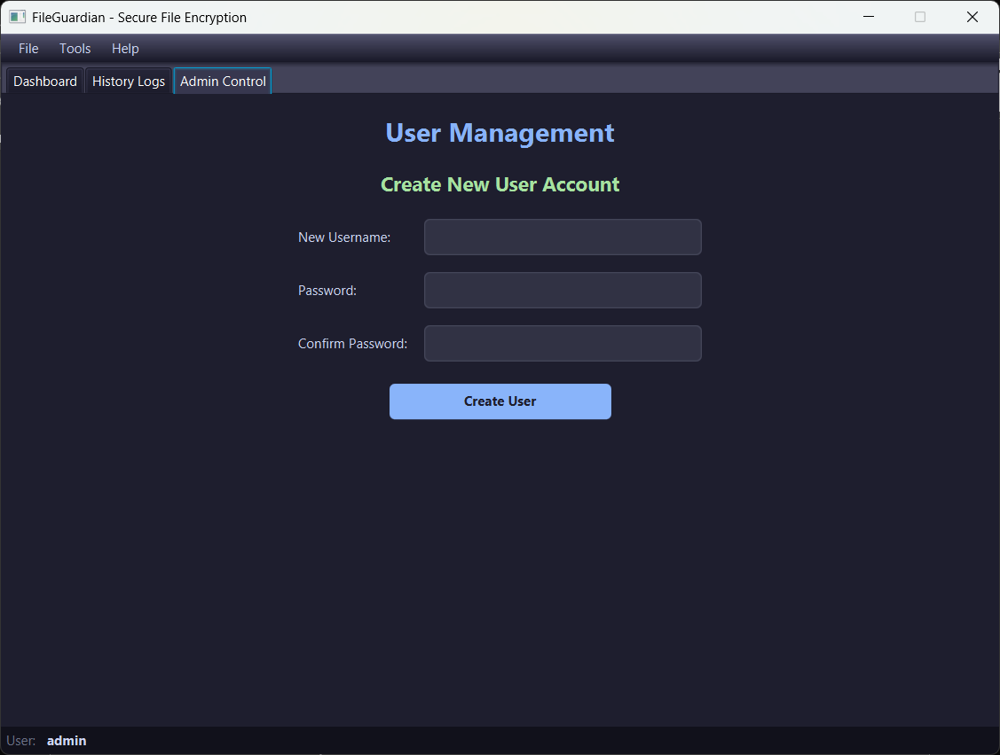 FileGuardian - Secure File Encryption
File Tools Help
Dashboard History Logs Admin Control
User Management
Create New User Account
New Username:
Password:
Confirm Password:
Create User
User: admin